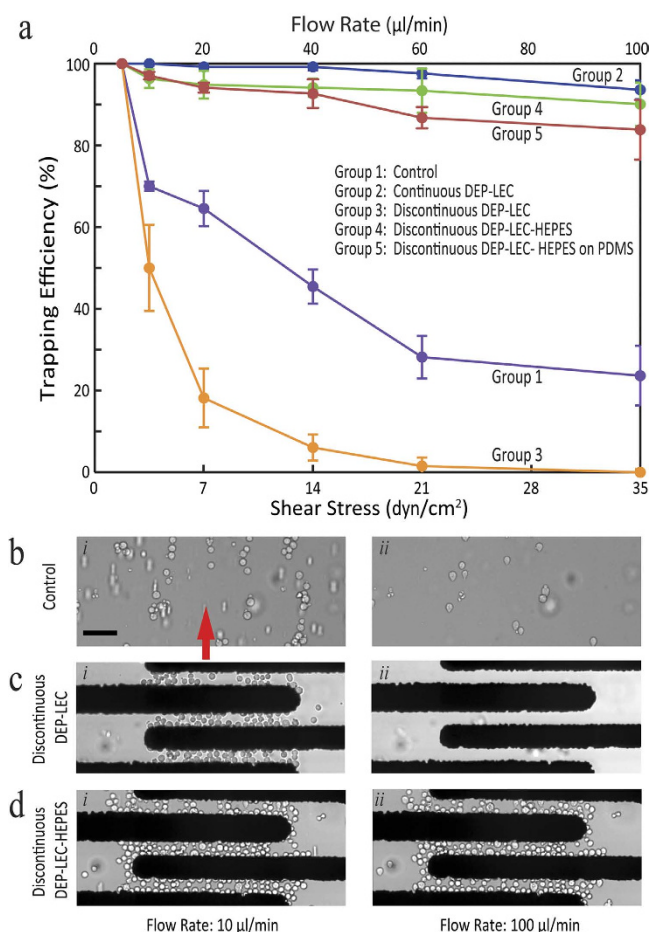 a
Flow Rate (µl/min)
0 20 40 60 100
100
80
60
40
20
0
Trapping Efficiency (%)
Group 2
Group 4
Group 5
Group 1: Control
Group 2: Continuous DEP-LEC
Group 3: Discontinuous DEP-LEC
Group 4: Discontinuous DEP-LEC-HEPES
Group 5: Discontinuous DEP-LEC- HEPES on PDMS
Group 1
Group 3
0 7 14 21 28 35
Shear Stress (dyn/cm²)
b
Control
i
ii
c
Discontinuous
DEP-LEC
i
ii
d
Discontinuous
DEP-LEC-HEPES
i
ii
Flow Rate: 10 µl/min
Flow Rate: 100 µl/min